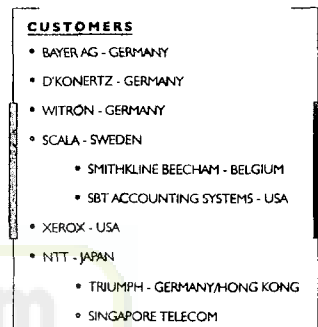 CUSTOMERS
• BAYER AG - GERMANY
• D'KONERTZ - GERMANY
• WITRON - GERMANY
• SCALA - SWEDEN
• SMITHKLINE BEECHAM - BELGIUM
• SBT ACCOUNTING SYSTEMS - USA
• XEROX - USA
• NTT - JAPAN
• TRIUMPH - GERMANY/HONG KONG
• SINGAPORE TELECOM